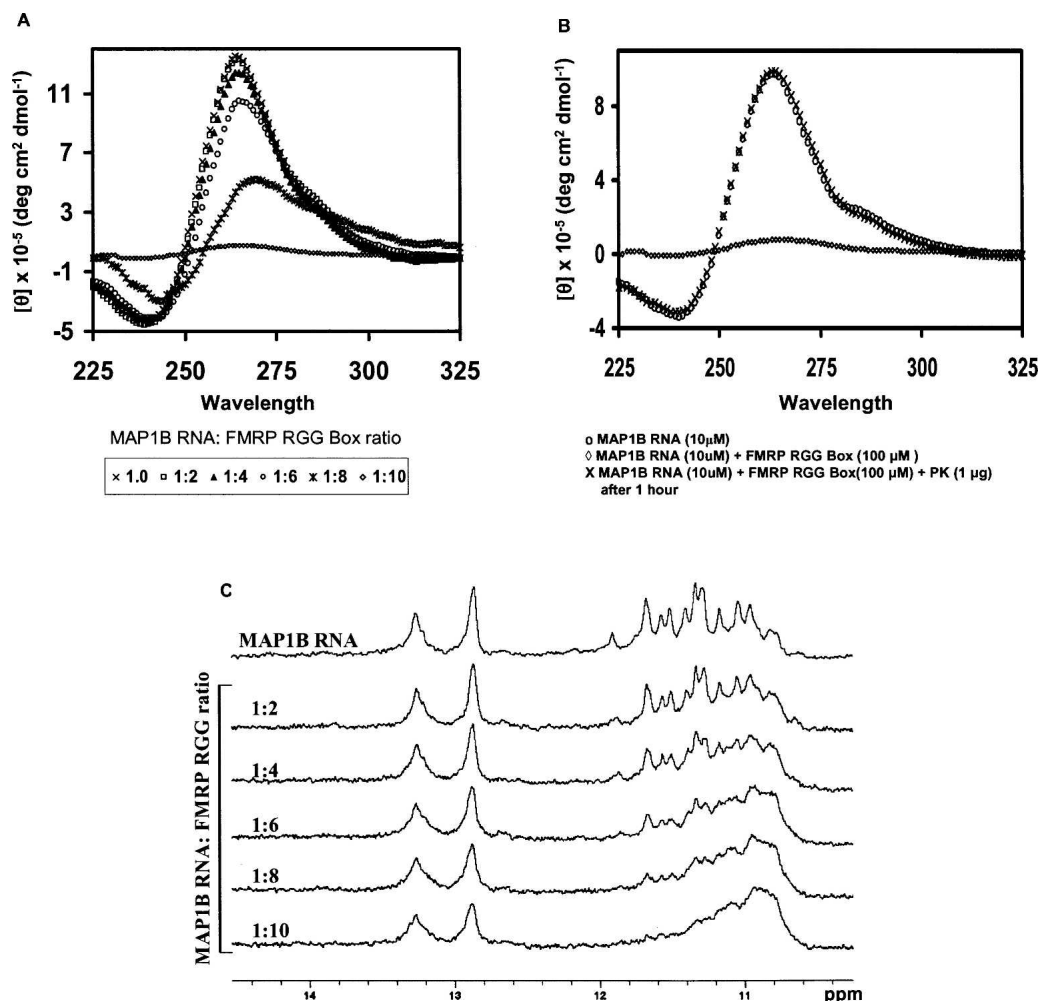 A
[θ] x 10⁻⁵ (deg cm² dmol⁻¹)
11
7
3
-1
-5
225 250 275 300 325
Wavelength
MAP1B RNA: FMRP RGG Box ratio
× 1.0 □ 1:2 ▲ 1:4 ○ 1:6 ✱ 1:8 ◇ 1:10
B
[θ] x 10⁻⁵ (deg cm² dmol⁻¹)
8
4
0
-4
225 250 275 300 325
Wavelength
o MAP1B RNA (10µM)
◊ MAP1B RNA (10uM) + FMRP RGG Box (100 µM )
X MAP1B RNA (10uM) + FMRP RGG Box(100 µM) + PK (1 µg)
after 1 hour
C
MAP1B RNA
MAP1B RNA: FMRP RGG ratio
1:2
1:4
1:6
1:8
1:10
14 13 12 11 ppm